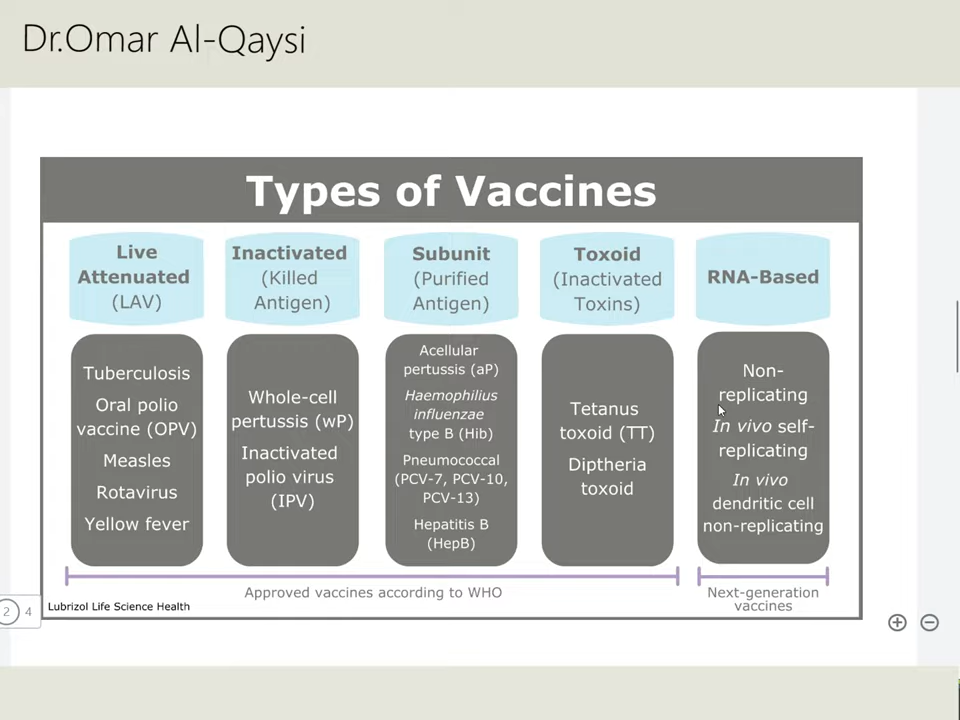 Dr.Omar Al-Qaysi
Types of Vaccines
Live
Attenuated
(LAV)
Inactivated
(Killed
Antigen)
Subunit
(Purified
Antigen)
Toxoid
(Inactivated
Toxins)
RNA-Based
Tuberculosis
Oral polio
vaccine (OPV)
Measles
Rotavirus
Yellow fever
Whole-cell
pertussis (wP)
Inactivated
polio virus
(IPV)
Acellular
pertussis (aP)
Haemophilius
influenzae
type B (Hib)
Pneumococcal
(PCV-7, PCV-10,
PCV-13)
Hepatitis B
(HepB)
Tetanus
toxoid (TT)
Diptheria
toxoid
Non-
replicating
In vivo self-
replicating
In vivo
dendritic cell
non-replicating
Approved vaccines according to WHO
Next-generation
vaccines
Lubrizol Life Science Health
2 4